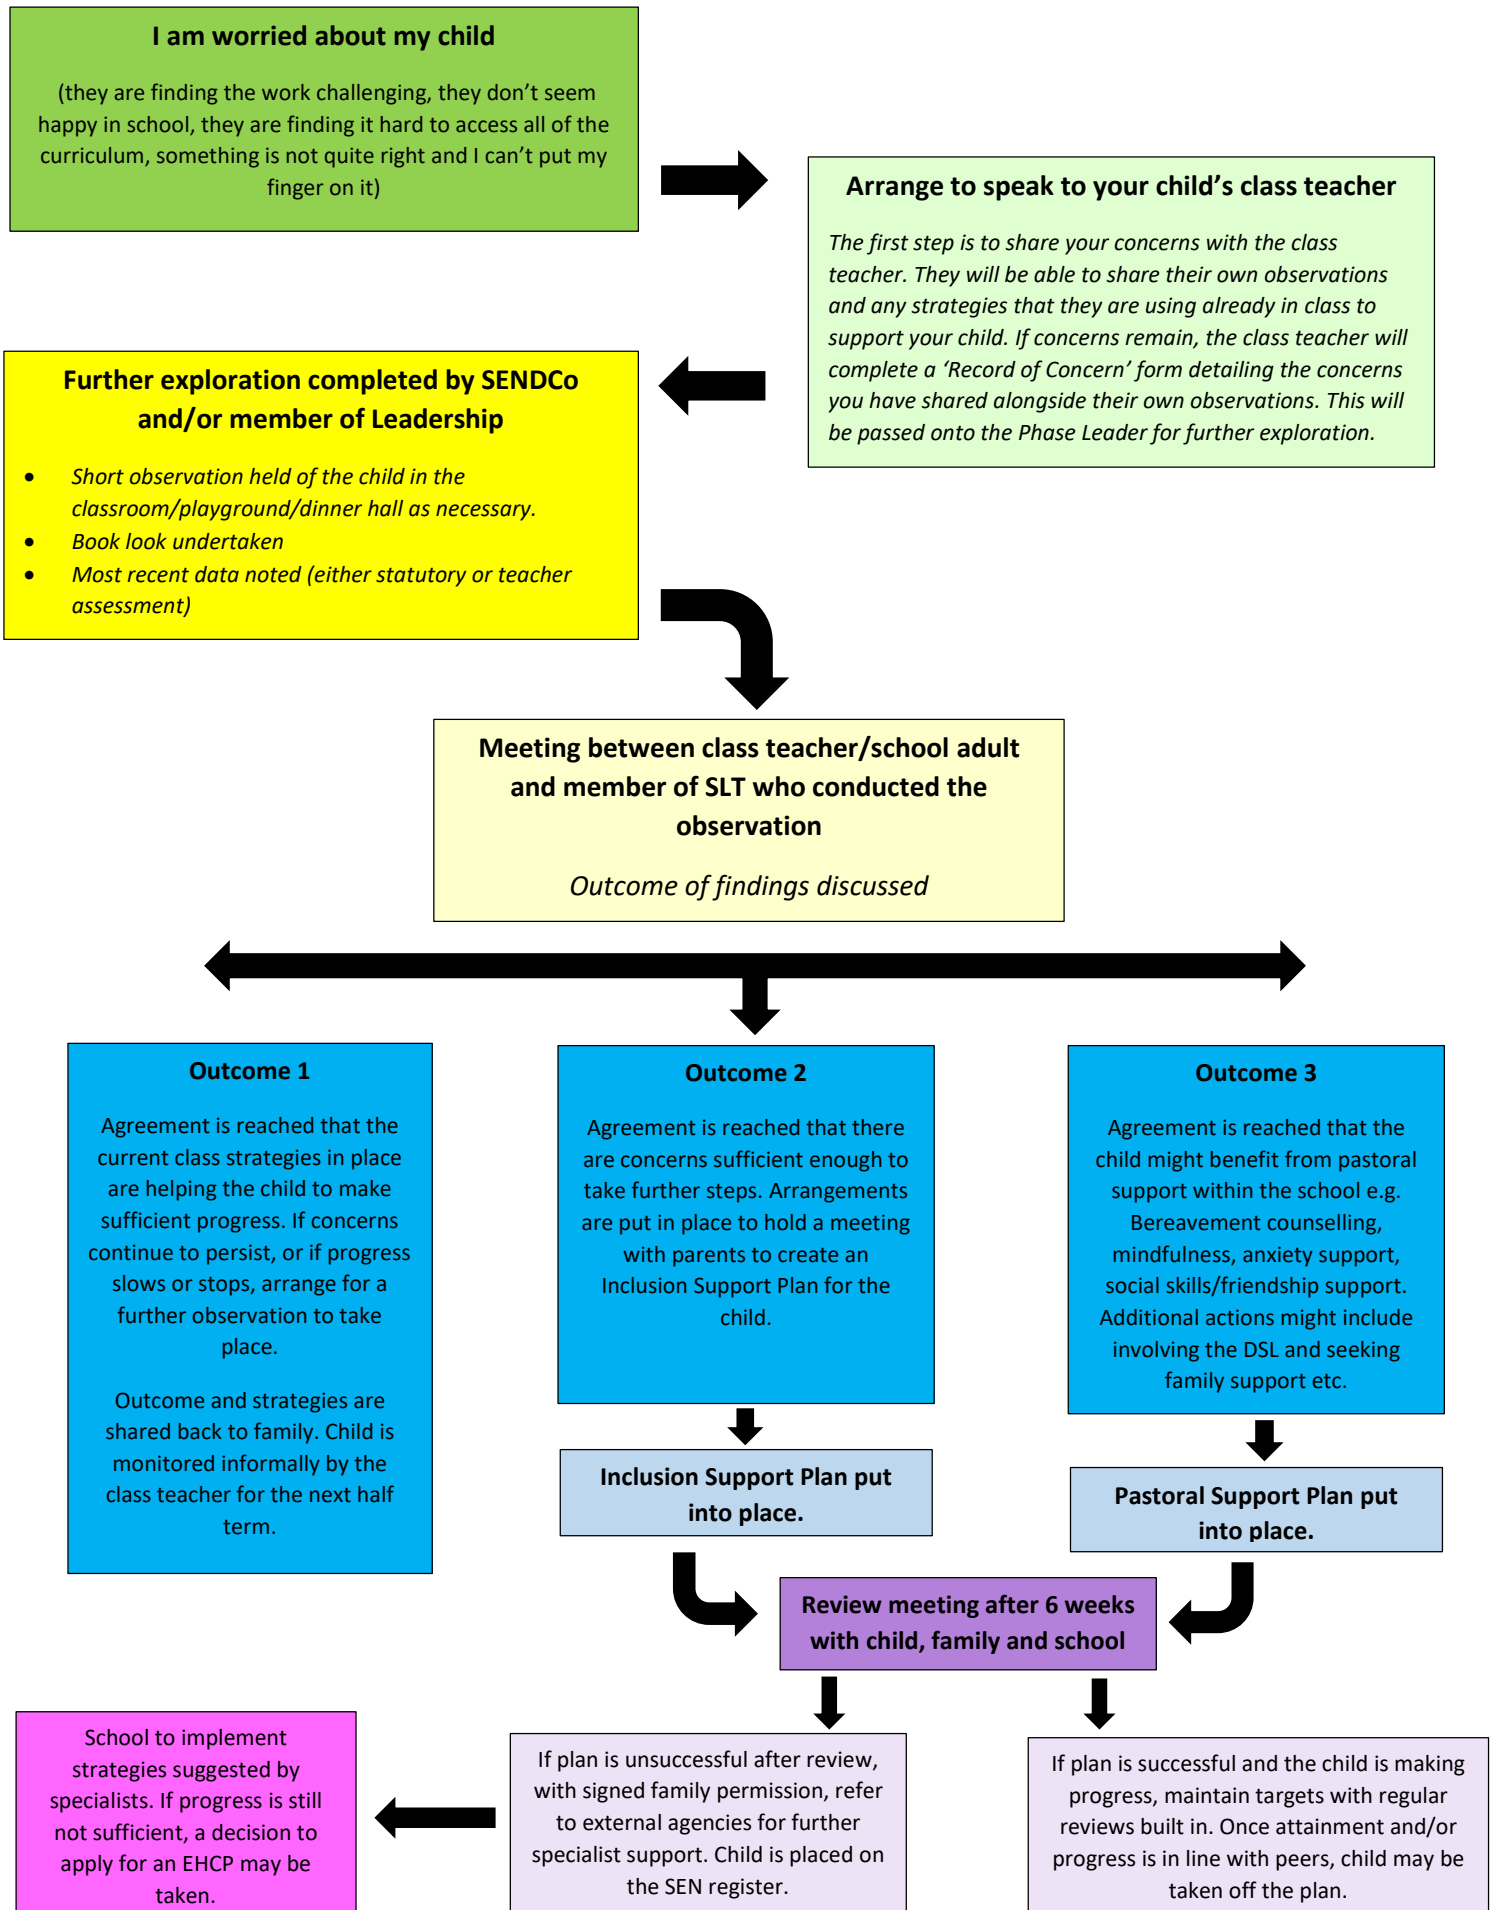 I am worried about my child
(they are finding the work challenging, they don’t seem
happy in school, they are finding it hard to access all of the
curriculum, something is not quite right and I can’t put my
finger on it)
Arrange to speak to your child’s class teacher
The first step is to share your concerns with the class
teacher. They will be able to share their own observations
and any strategies that they are using already in class to
support your child. If concerns remain, the class teacher will
complete a ‘Record of Concern’ form detailing the concerns
you have shared alongside their own observations. This will
be passed onto the Phase Leader for further exploration.
Further exploration completed by SENDCo
and/or member of Leadership
• Short observation held of the child in the
classroom/playground/dinner hall as necessary.
• Book look undertaken
• Most recent data noted (either statutory or teacher
assessment)
Meeting between class teacher/school adult
and member of SLT who conducted the
observation
Outcome of findings discussed
Outcome 1
Agreement is reached that the
current class strategies in place
are helping the child to make
sufficient progress. If concerns
continue to persist, or if progress
slows or stops, arrange for a
further observation to take
place.
Outcome and strategies are
shared back to family. Child is
monitored informally by the
class teacher for the next half
term.
Outcome 2
Agreement is reached that there
are concerns sufficient enough to
take further steps. Arrangements
are put in place to hold a meeting
with parents to create an
Inclusion Support Plan for the
child.
Outcome 3
Agreement is reached that the
child might benefit from pastoral
support within the school e.g.
Bereavement counselling,
mindfulness, anxiety support,
social skills/friendship support.
Additional actions might include
involving the DSL and seeking
family support etc.
Inclusion Support Plan put
into place.
Pastoral Support Plan put
into place.
Review meeting after 6 weeks
with child, family and school
School to implement
strategies suggested by
specialists. If progress is still
not sufficient, a decision to
apply for an EHCP may be
taken.
If plan is unsuccessful after review,
with signed family permission, refer
to external agencies for further
specialist support. Child is placed on
the SEN register.
If plan is successful and the child is making
progress, maintain targets with regular
reviews built in. Once attainment and/or
progress is in line with peers, child may be
taken off the plan.